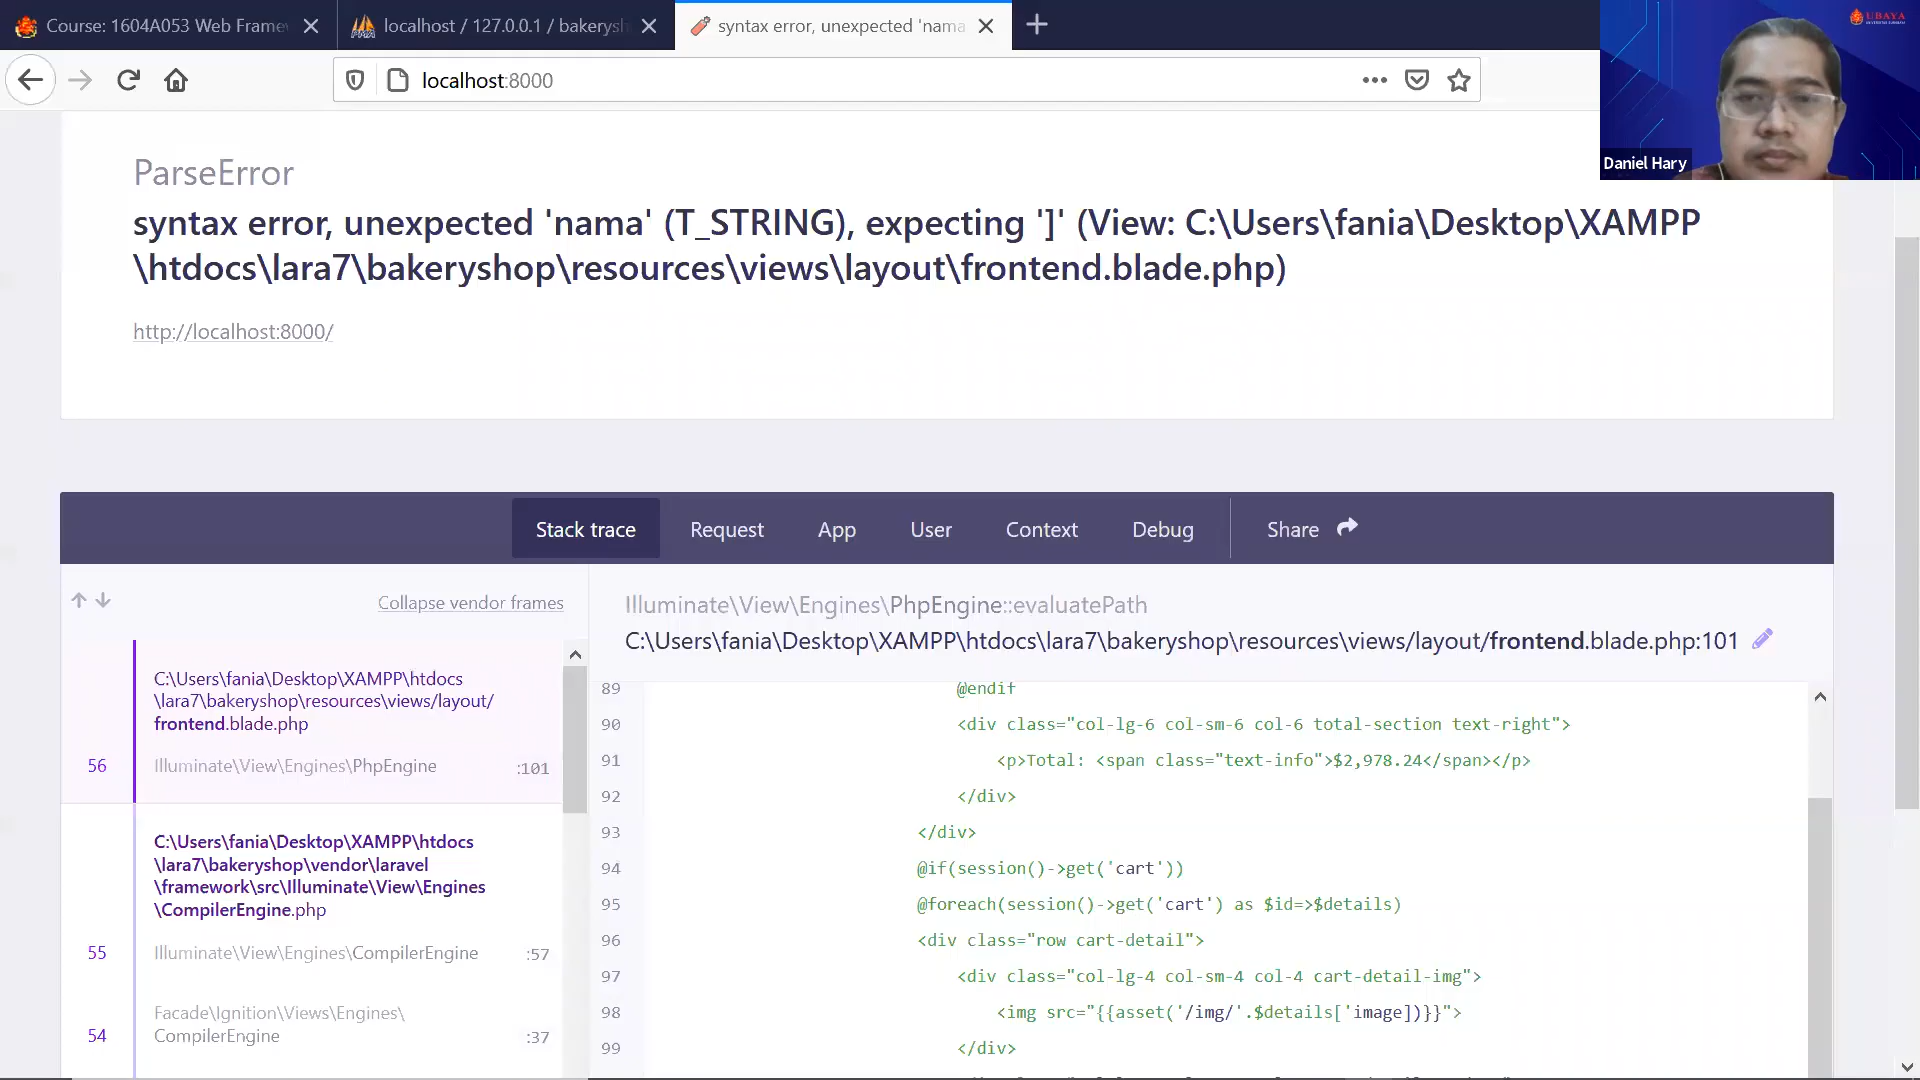 Course: 1604A053 Web Frame
localhost / 127.0.0.1 / bakerysh
syntax error, unexpected 'nama
localhost:8000
UBAYA
Daniel Hary
ParseError
syntax error, unexpected 'nama' (T_STRING), expecting ']' (View: C:\Users\fania\Desktop\XAMPP
\htdocs\lara7\bakeryshop\resources\views\layout\frontend.blade.php)
http://localhost:8000/
Stack trace
Request
App
User
Context
Debug
Share
Collapse vendor frames
Illuminate\View\Engines\PhpEngine::evaluatePath
C:\Users\fania\Desktop\XAMPP\htdocs\lara7\bakeryshop\resources\views/layout/frontend.blade.php:101
C:\Users\fania\Desktop\XAMPP\htdocs
\lara7\bakeryshop\resources\views/layout/
frontend.blade.php
56 Illuminate\View\Engines\PhpEngine :101
C:\Users\fania\Desktop\XAMPP\htdocs
\lara7\bakeryshop\vendor\laravel
\framework\src\Illuminate\View\Engines
\CompilerEngine.php
55 Illuminate\View\Engines\CompilerEngine :57
Facade\Ignition\Views\Engines\
54 CompilerEngine :37
89 @endif
90 <div class="col-lg-6 col-sm-6 col-6 total-section text-right">
91 <p>Total: <span class="text-info">$2,978.24</span></p>
92 </div>
93 </div>
94 @if(session()->get('cart'))
95 @foreach(session()->get('cart') as $id=>$details)
96 <div class="row cart-detail">
97 <div class="col-lg-4 col-sm-4 col-4 cart-detail-img">
98 <img src="{{asset('/img/'.$details['image])}}">
99 </div>